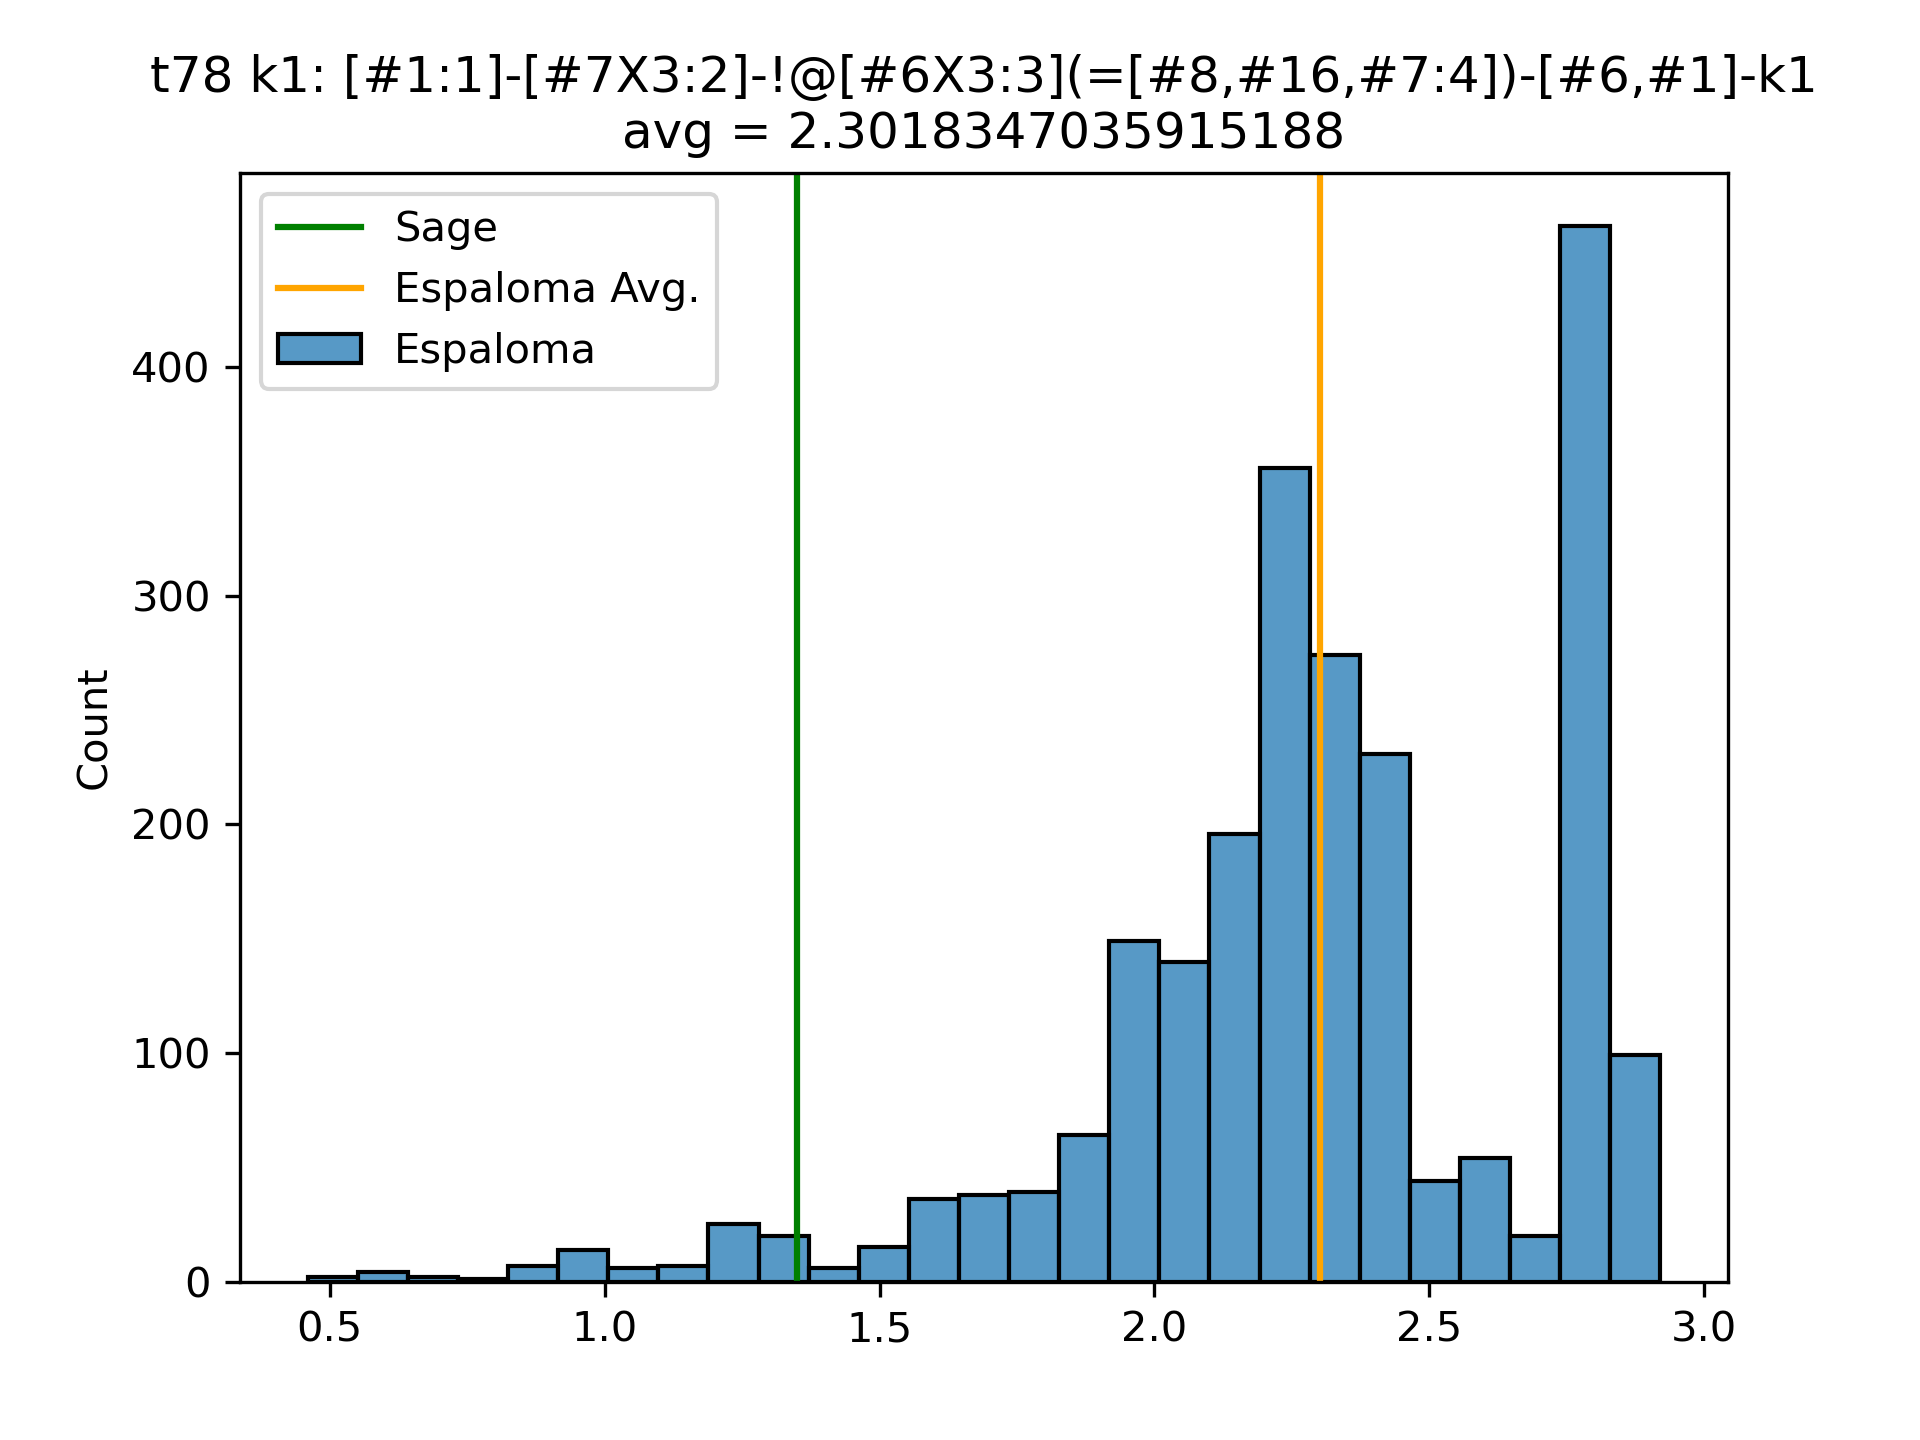 t78 k1: [#1:1]-[#7X3:2]-!@[#6X3:3](=[#8,#16,#7:4])-[#6,#1]-k1
avg = 2.3018347035915188
Sage
Espaloma Avg.
Espaloma
Count
400
300
200
100
0
0.5 1.0 1.5 2.0 2.5 3.0